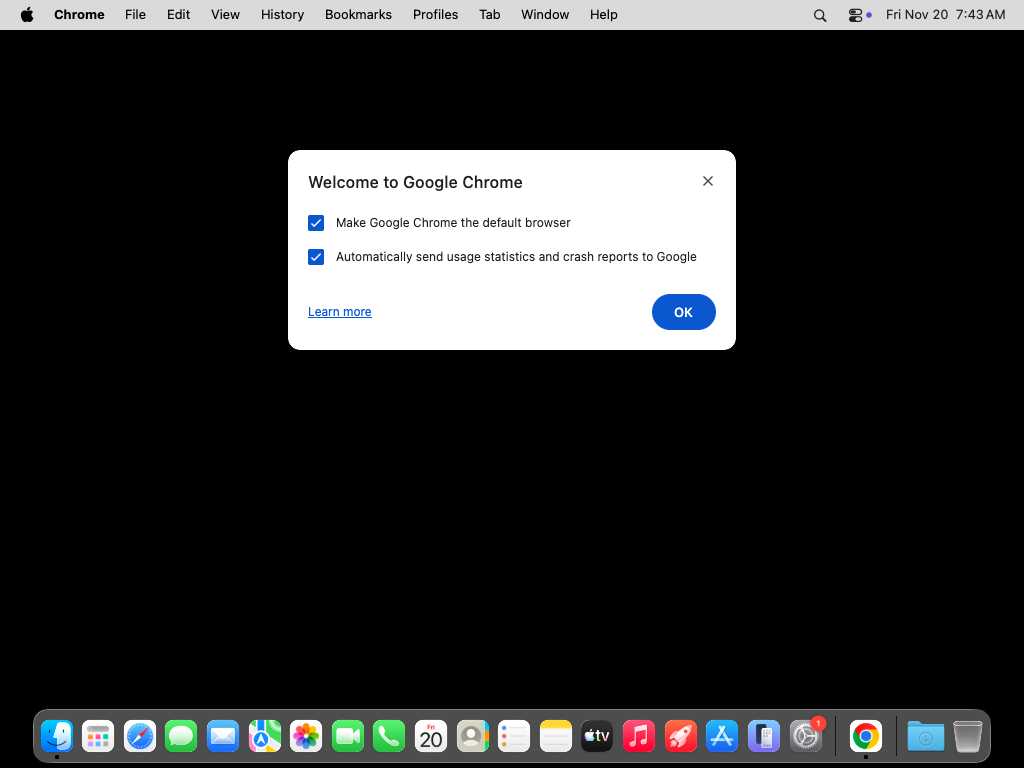 Chrome File Edit View History Bookmarks Profiles Tab Window Help Fri Nov 20 7:43 AM
Welcome to Google Chrome
Make Google Chrome the default browser
Automatically send usage statistics and crash reports to Google
Learn more OK
Fri
20
tv
1